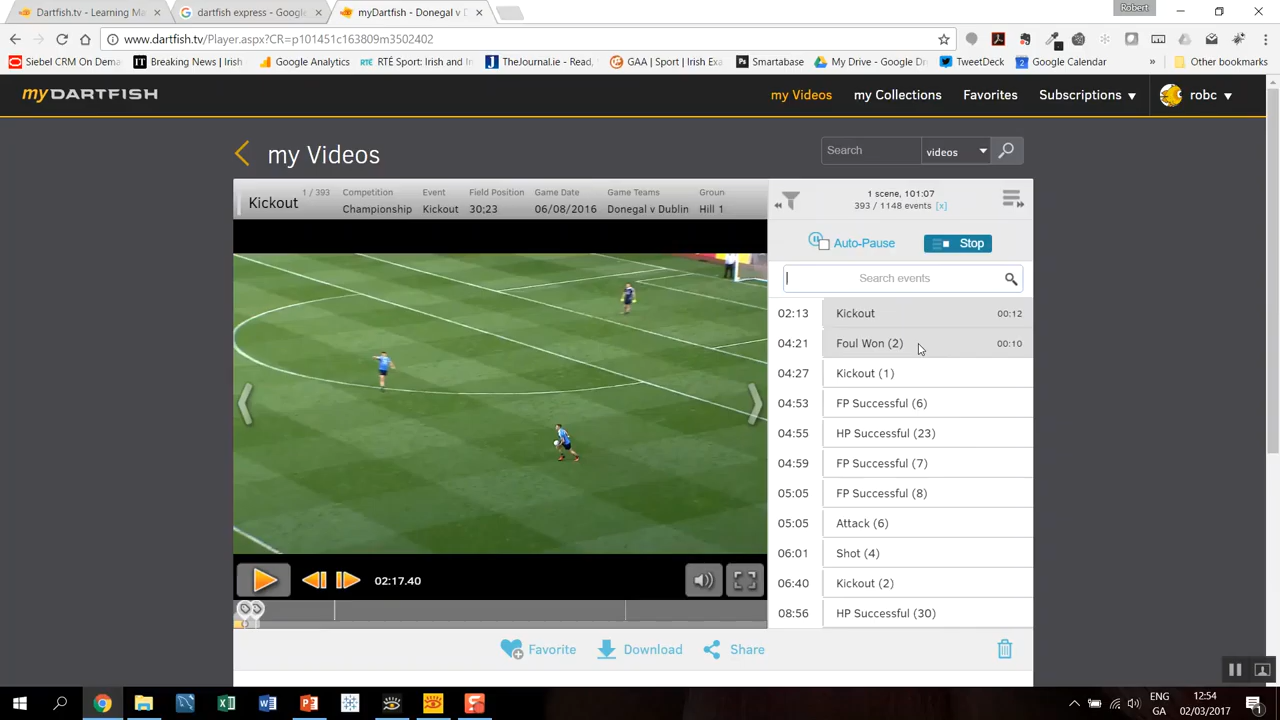 Robert
Dartfish.tv - Learning Ma
dartfish express - Google
myDartfish - Donegal v D
www.dartfish.tv/Player.aspx?CR=p101451c163809m3502402
Siebel CRM On Dema
Breaking News | Irish
Google Analytics
RTÉ Sport: Irish and In
TheJournal.ie - Read,
GAA | Sport | Irish Exa
Smartabase
My Drive - Google Dr
TweetDeck
Google Calendar
»
Other bookmarks
myDARTFISH
my Videos
my Collections
Favorites
Subscriptions
robc
my Videos
Search
videos
Kickout
1 / 393
Competition
Championship
Event
Kickout
Field Position
30:23
Game Date
06/08/2016
Game Teams
Donegal v Dublin
Groun
Hill 1
1 scene, 101:07
393 / 1148 events [x]
Auto-Pause
Stop
Search events
02:13 Kickout 00:12
04:21 Foul Won (2) 00:10
04:27 Kickout (1)
04:53 FP Successful (6)
04:55 HP Successful (23)
04:59 FP Successful (7)
05:05 FP Successful (8)
05:05 Attack (6)
06:01 Shot (4)
06:40 Kickout (2)
08:56 HP Successful (30)
02:17.40
Favorite
Download
Share
ENG
GA
12:54
02/03/2017